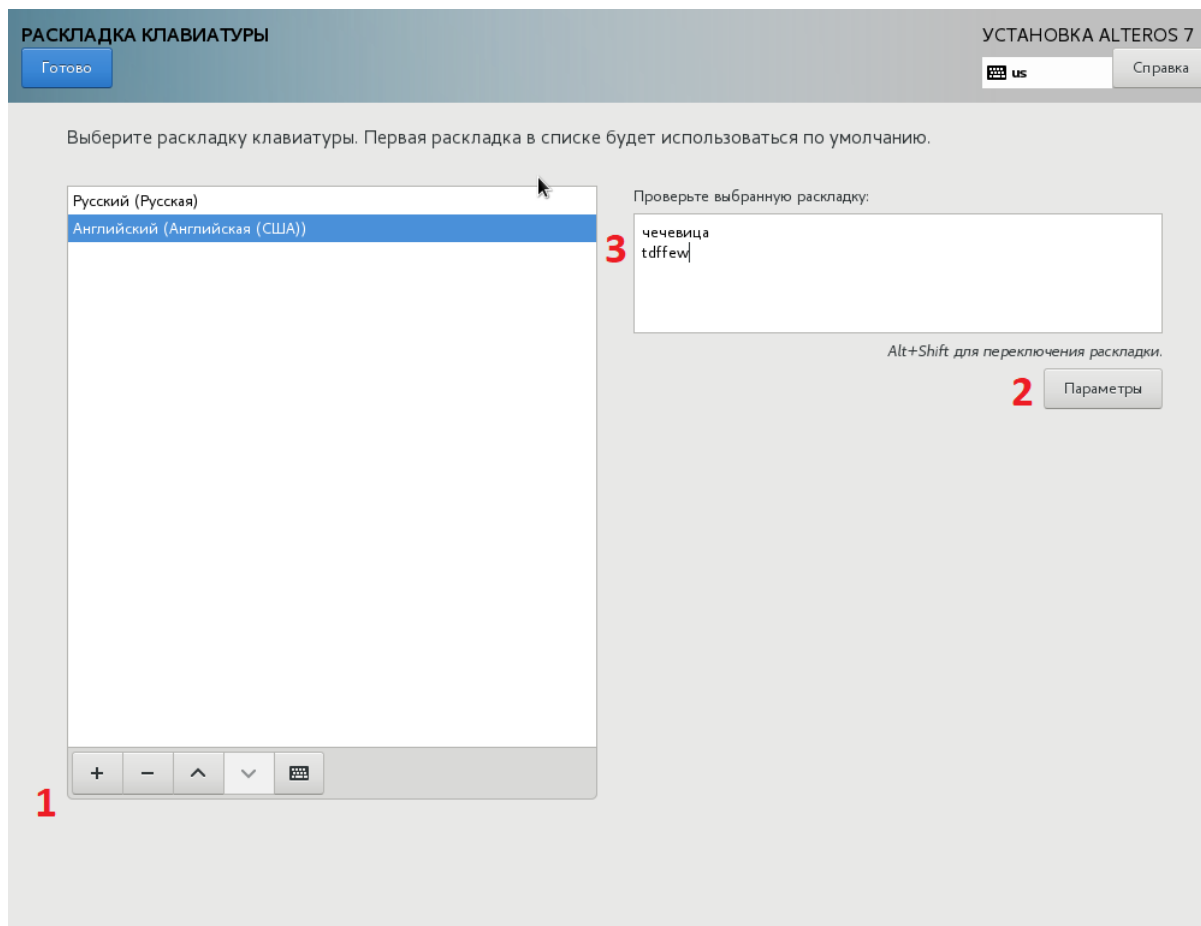 РАСКЛАДКА КЛАВИАТУРЫ
УСТАНОВКА ALTEROS 7
Готово
us
Справка
Выберите раскладку клавиатуры. Первая раскладка в списке будет использоваться по умолчанию.
Русский (Русская)
Английский (Английская (США))
Проверьте выбранную раскладку:
чечевица
3
tdffew
Alt+Shift для переключения раскладки.
2
Параметры
+ −
1